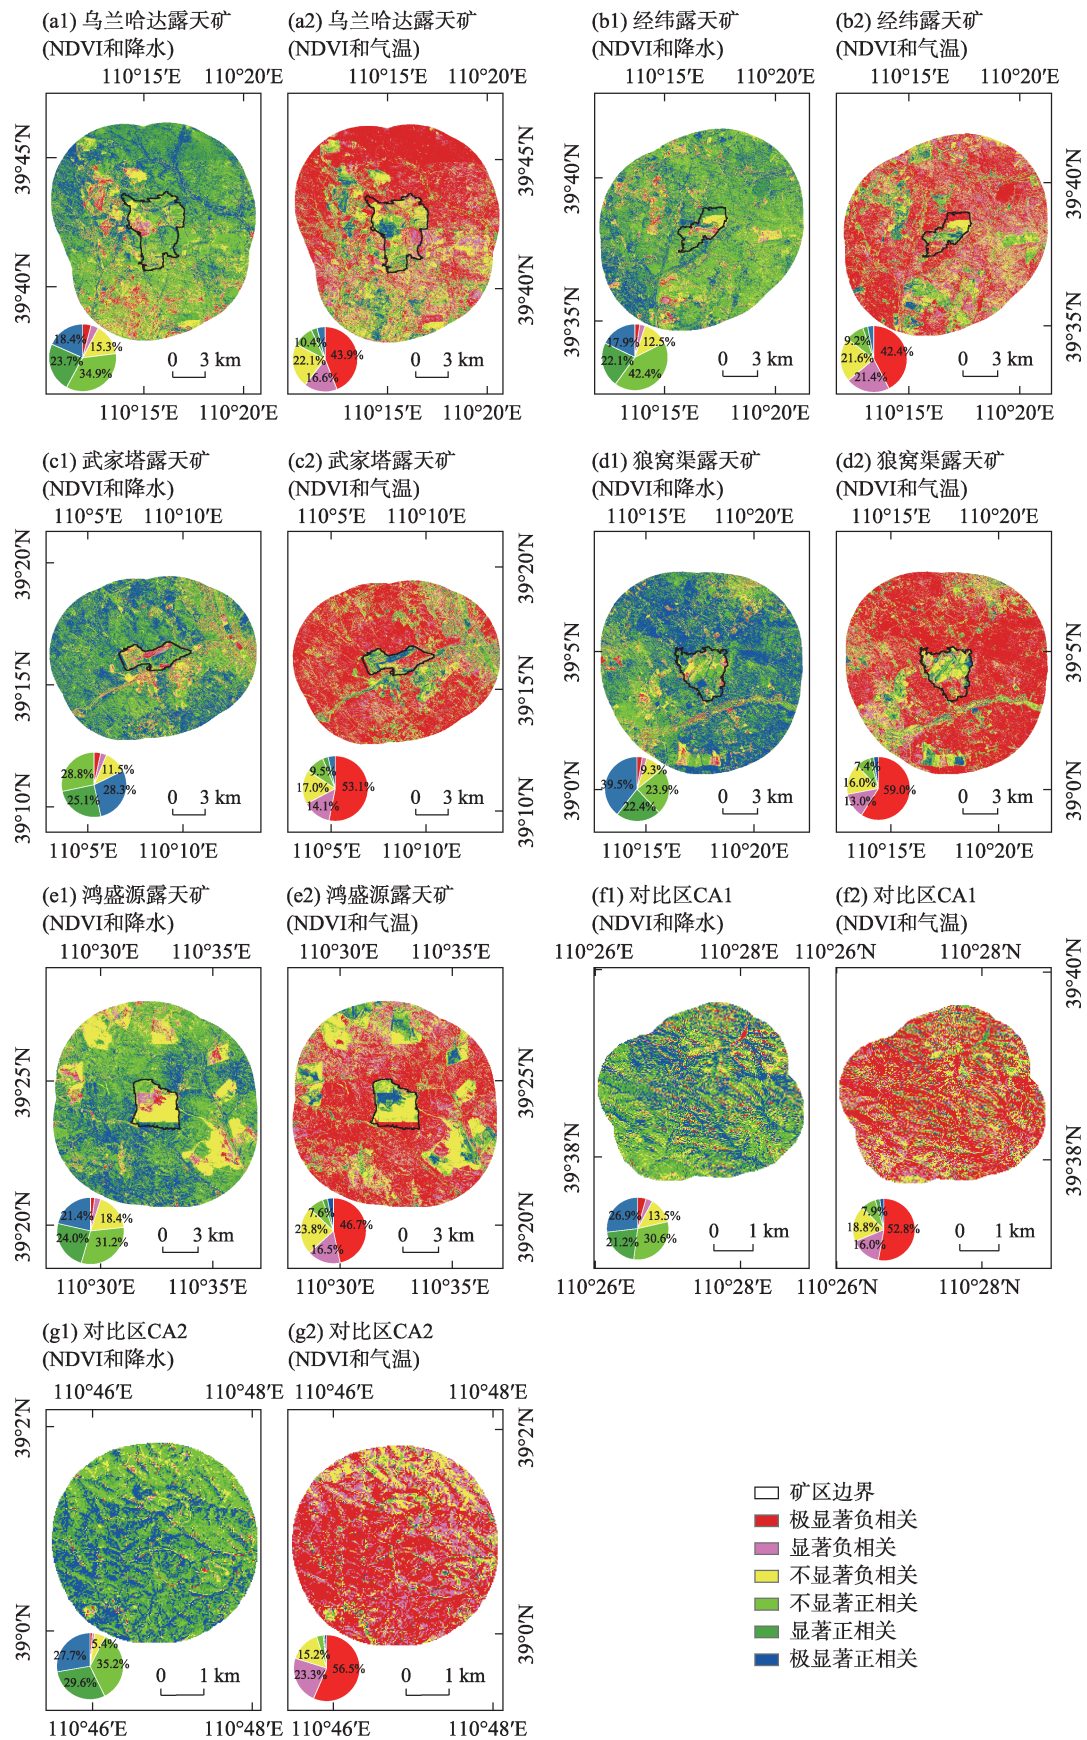 (a1) 乌兰哈达露天矿
(NDVI和降水)
110°15′E 110°20′E
39°45′N
39°40′N
18.4%
15.3%
23.7%
34.9%
0 3 km
110°15′E 110°20′E
(a2) 乌兰哈达露天矿
(NDVI和气温)
110°15′E 110°20′E
39°45′N
39°40′N
10.4%
43.9%
22.1%
16.6%
0 3 km
110°15′E 110°20′E
(b1) 经纬露天矿
(NDVI和降水)
110°15′E 110°20′E
39°40′N
39°35′N
17.9%
12.5%
22.1%
42.4%
0 3 km
110°15′E 110°20′E
(b2) 经纬露天矿
(NDVI和气温)
110°15′E 110°20′E
39°40′N
39°35′N
9.2%
42.4%
21.6%
21.4%
0 3 km
110°15′E 110°20′E
(c1) 武家塔露天矿
(NDVI和降水)
110°5′E 110°10′E
39°20′N
39°15′N
39°10′N
28.8%
11.5%
28.3%
25.1%
0 3 km
110°5′E 110°10′E
(c2) 武家塔露天矿
(NDVI和气温)
110°5′E 110°10′E
39°20′N
39°15′N
39°10′N
9.5%
17.0%
53.1%
14.1%
0 3 km
110°5′E 110°10′E
(d1) 狼窝渠露天矿
(NDVI和降水)
110°15′E 110°20′E
39°5′N
39°0′N
9.3%
39.5%
23.9%
22.4%
0 3 km
110°15′E 110°20′E
(d2) 狼窝渠露天矿
(NDVI和气温)
110°15′E 110°20′E
39°5′N
39°0′N
7.4%
16.0%
59.0%
13.0%
0 3 km
110°15′E 110°20′E
(e1) 鸿盛源露天矿
(NDVI和降水)
110°30′E 110°35′E
39°25′N
39°20′N
21.4%
18.4%
24.0%
31.2%
0 3 km
110°30′E 110°35′E
(e2) 鸿盛源露天矿
(NDVI和气温)
110°30′E 110°35′E
39°25′N
39°20′N
7.6%
46.7%
23.8%
16.5%
0 3 km
110°30′E 110°35′E
(f1) 对比区CA1
(NDVI和降水)
110°26′E 110°28′E
39°38′N
26.9%
13.5%
21.2%
30.6%
0 1 km
110°26′E 110°28′E
(f2) 对比区CA1
(NDVI和气温)
110°26′N 110°28′N
39°40′N
39°38′N
7.9%
18.8%
52.8%
16.0%
0 1 km
110°26′N 110°28′N
(g1) 对比区CA2
(NDVI和降水)
110°46′E 110°48′E
39°2′N
39°0′N
5.4%
27.7%
35.2%
29.6%
0 1 km
110°46′E 110°48′E
(g2) 对比区CA2
(NDVI和气温)
110°46′E 110°48′E
39°2′N
39°0′N
15.2%
56.5%
23.3%
0 1 km
110°46′E 110°48′E
矿区边界
极显著负相关
显著负相关
不显著负相关
不显著正相关
显著正相关
极显著正相关